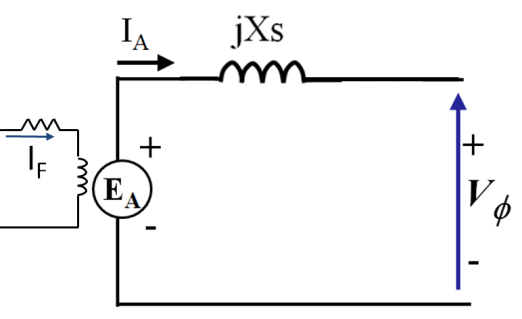 I_A
jXs
+
+
I_F
E_A
V_ϕ
-
-